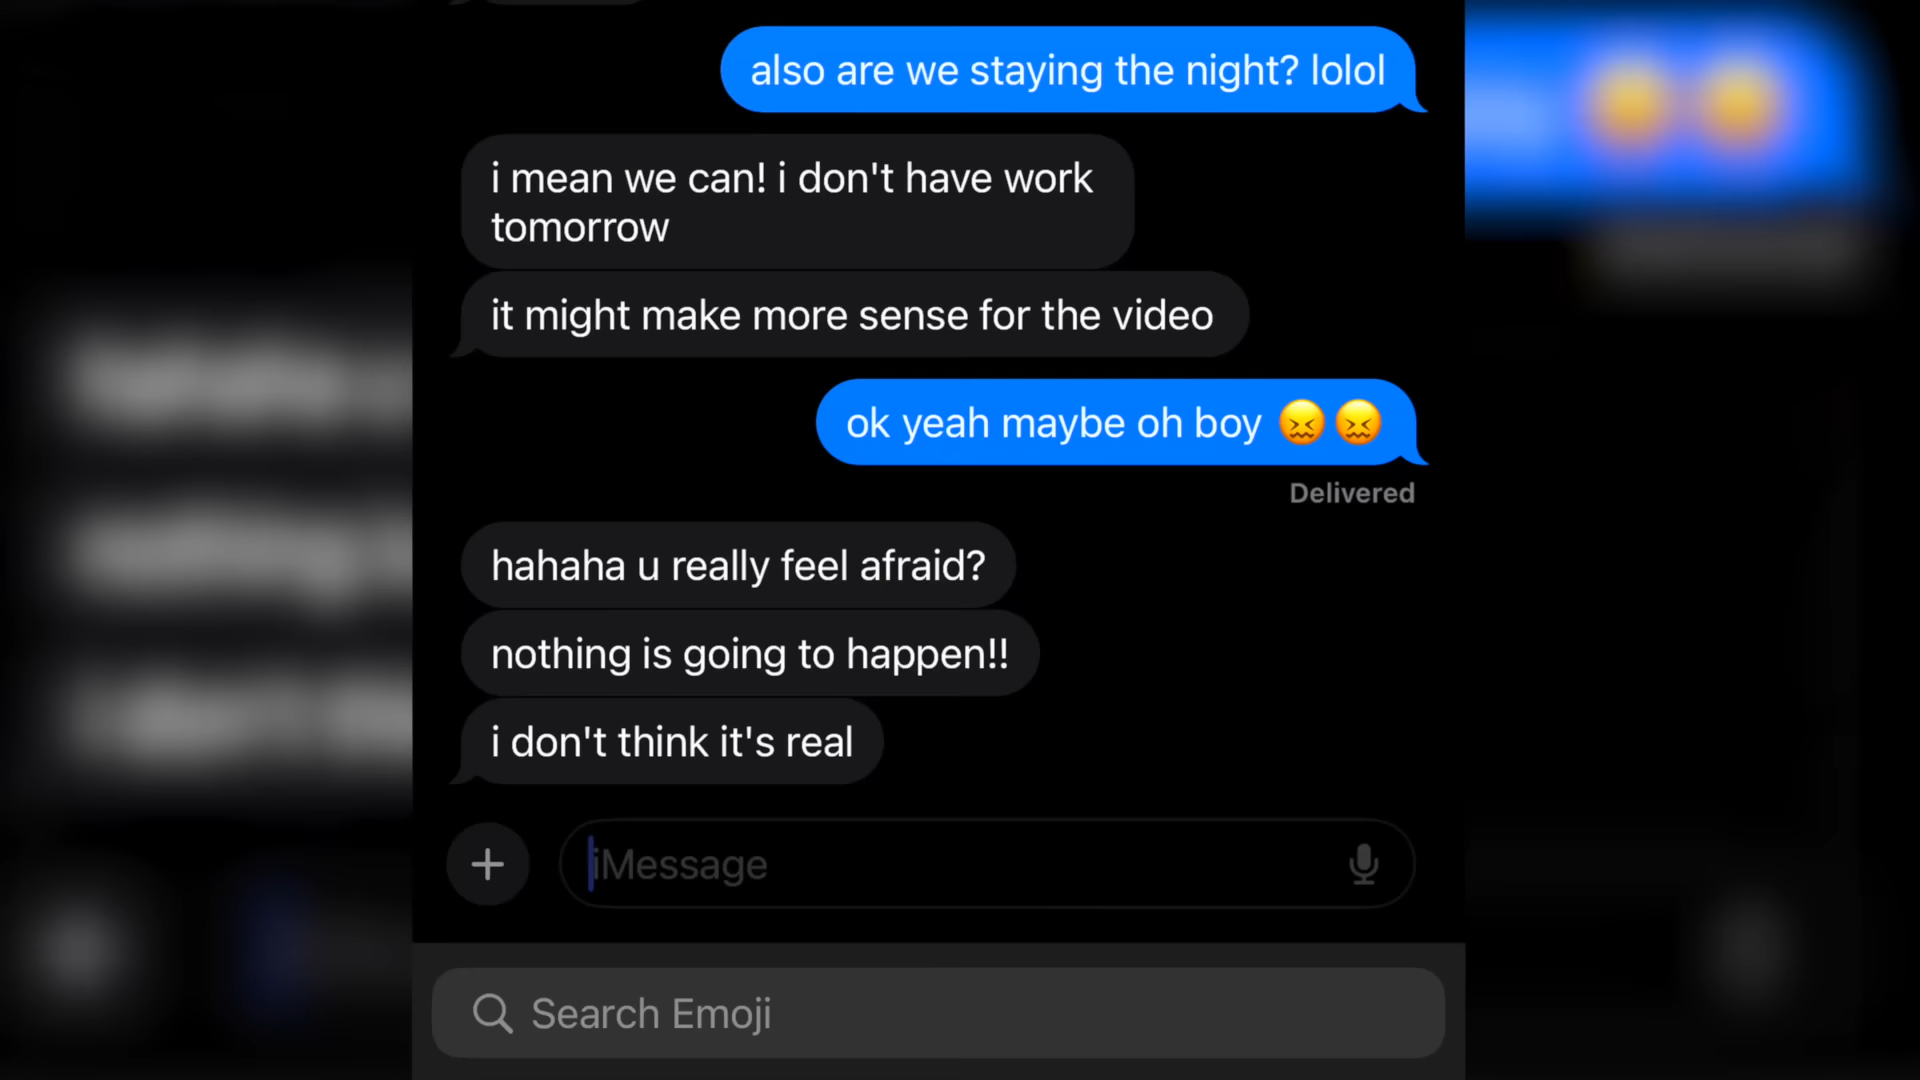 also are we staying the night? lolol
i mean we can! i don't have work
tomorrow
it might make more sense for the video
ok yeah maybe oh boy 😖😖
Delivered
hahaha u really feel afraid?
nothing is going to happen!!
i don't think it's real
iMessage
Search Emoji